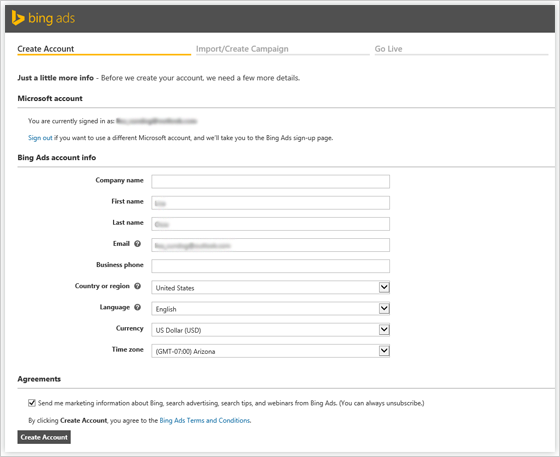 bing ads
Create Account Import/Create Campaign Go Live
Just a little more info - Before we create your account, we need a few more details.
Microsoft account
You are currently signed in as:
Sign out if you want to use a different Microsoft account, and we'll take you to the Bing Ads sign-up page.
Bing Ads account info
Company name
First name
Last name
Email ?
Business phone
Country or region ? United States
Language ? English
Currency US Dollar (USD)
Time zone (GMT-07:00) Arizona
Agreements
Send me marketing information about Bing, search advertising, search tips, and webinars from Bing Ads. (You can always unsubscribe.)
By clicking Create Account, you agree to the Bing Ads Terms and Conditions.
Create Account